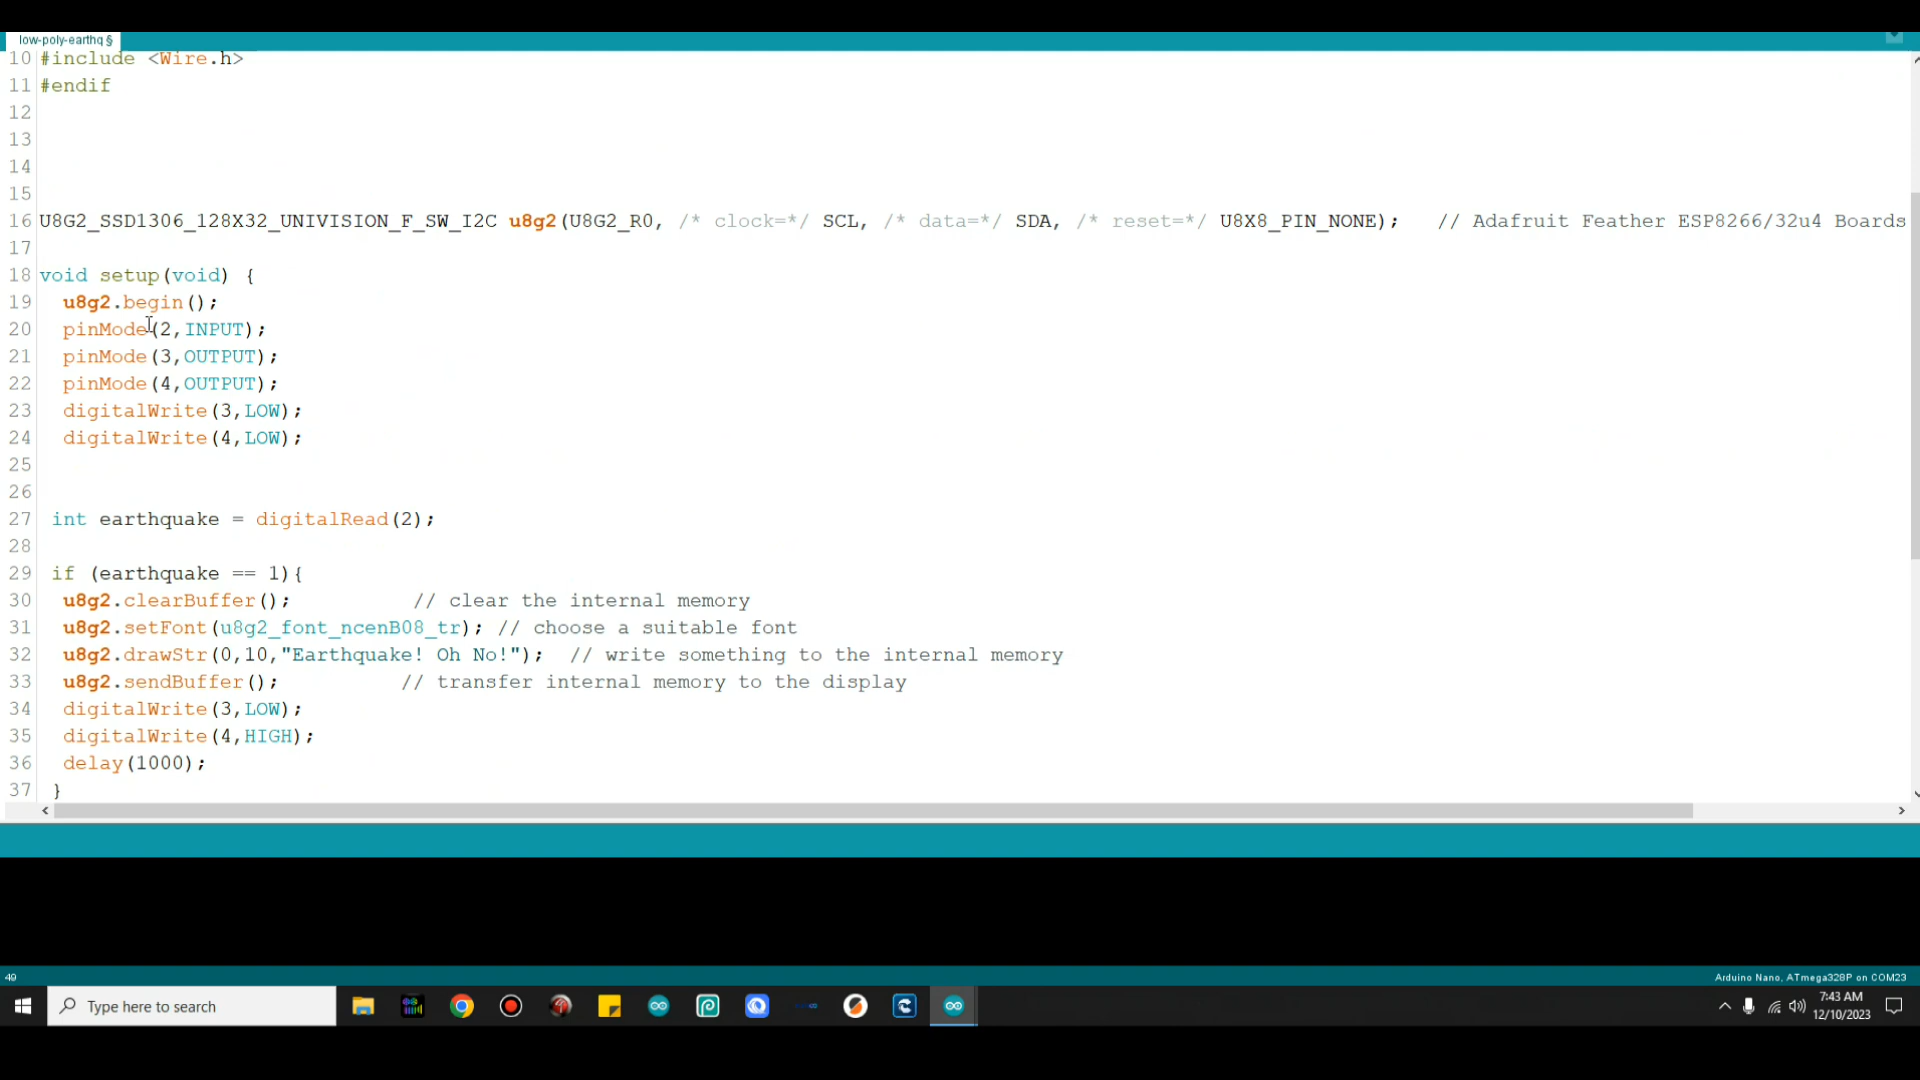 low-poly-earthq §
10 #include <Wire.h>
11 #endif
12
13
14
15
16 U8G2_SSD1306_128X32_UNIVISION_F_SW_I2C u8g2(U8G2_R0, /* clock=*/ SCL, /* data=*/ SDA, /* reset=*/ U8X8_PIN_NONE);   // Adafruit Feather ESP8266/32u4 Boards
17
18 void setup(void) {
19   u8g2.begin();
20   pinMode(2,INPUT);
21   pinMode(3,OUTPUT);
22   pinMode(4,OUTPUT);
23   digitalWrite(3,LOW);
24   digitalWrite(4,LOW);
25
26
27  int earthquake = digitalRead(2);
28
29  if (earthquake == 1){
30   u8g2.clearBuffer();          // clear the internal memory
31   u8g2.setFont(u8g2_font_ncenB08_tr); // choose a suitable font
32   u8g2.drawStr(0,10,"Earthquake! Oh No!");  // write something to the internal memory
33   u8g2.sendBuffer();          // transfer internal memory to the display
34   digitalWrite(3,LOW);
35   digitalWrite(4,HIGH);
36   delay(1000);
37  }
49
Arduino Nano, ATmega328P on COM23
Type here to search
7:43 AM
12/10/2023